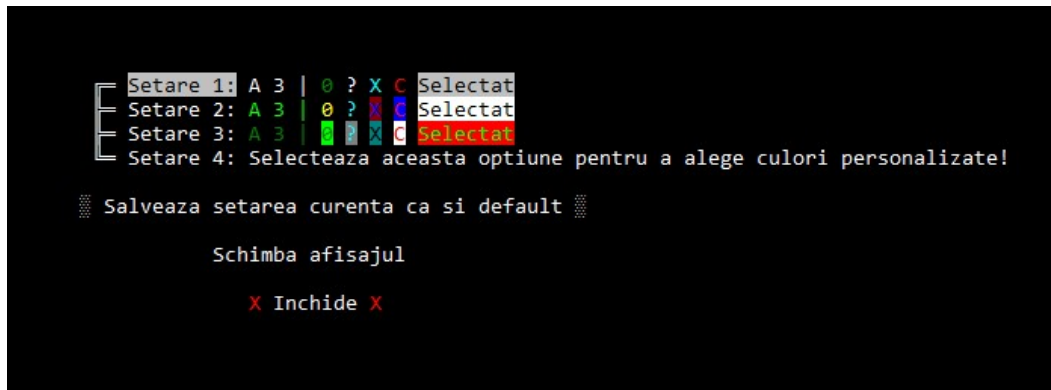 Setare 1: A 3 | 0 ? X C Selectat
Setare 2: A 3 | 0 ? X C Selectat
Setare 3: A 3 | 0 ? X C Selectat
Setare 4: Selecteaza aceasta optiune pentru a alege culori personalizate!
Salveaza setarea curenta ca si default
Schimba afisajul
X Inchide X